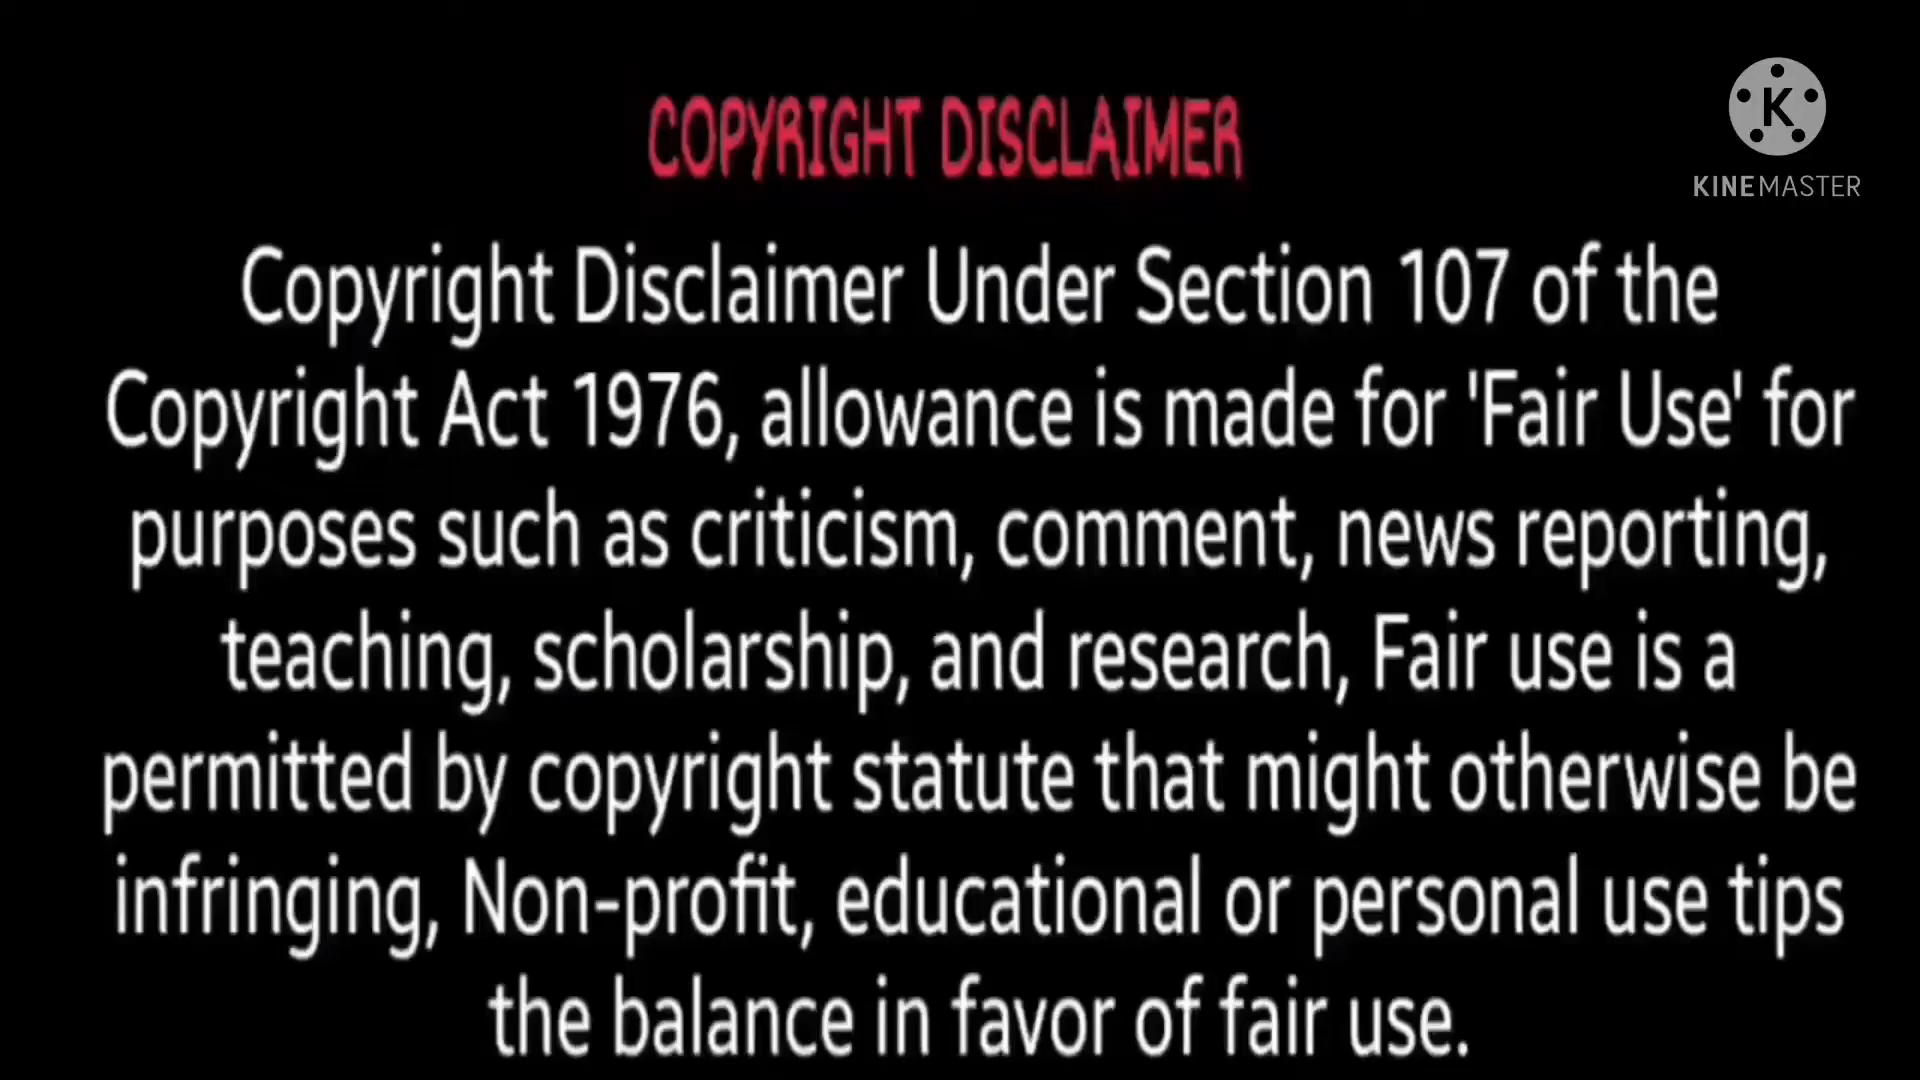 COPYRIGHT DISCLAIMER
K
KINEMASTER
Copyright Disclaimer Under Section 107 of the
Copyright Act 1976, allowance is made for 'Fair Use' for
purposes such as criticism, comment, news reporting,
teaching, scholarship, and research, Fair use is a
permitted by copyright statute that might otherwise be
infringing, Non-profit, educational or personal use tips
the balance in favor of fair use.